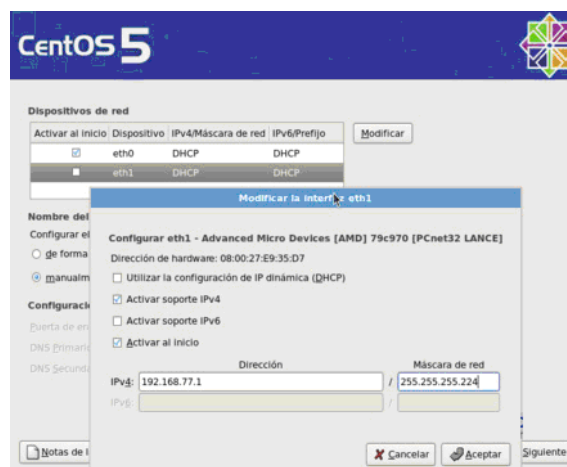 CentOS 5
Dispositivos de red
Activar al inicio Dispositivo IPv4/Máscara de red IPv6/Prefijo
Modificar
eth0 DHCP DHCP
eth1 DHCP DHCP
Modificar la interfaz eth1
Nombre del
Configurar el
de forma
manualm
Configuraci
Puerta de en
DNS Primari
DNS Secund
Configurar eth1 - Advanced Micro Devices [AMD] 79c970 [PCnet32 LANCE]
Dirección de hardware: 08:00:27:E9:35:D7
Utilizar la configuración de IP dinámica (DHCP)
Activar soporte IPv4
Activar soporte IPv6
Activar al inicio
Dirección Máscara de red
IPv4: 192.168.77.1 / 255.255.255.224
IPv6: /
Notas de l
Cancelar
Aceptar
Siguiente